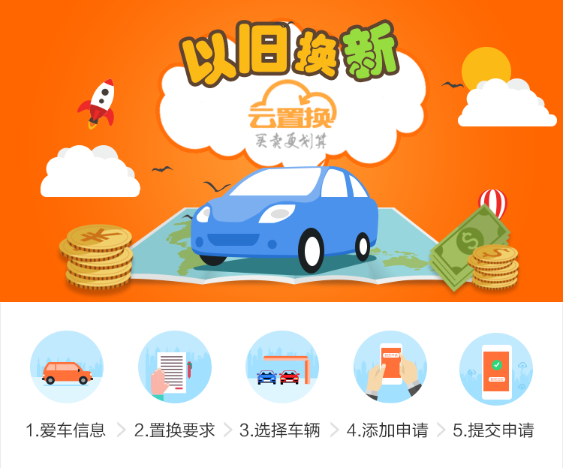 以旧换新
云置换
买卖更划算
1.爱车信息
2.置换要求
3.选择车辆
4.添加申请
5.提交申请